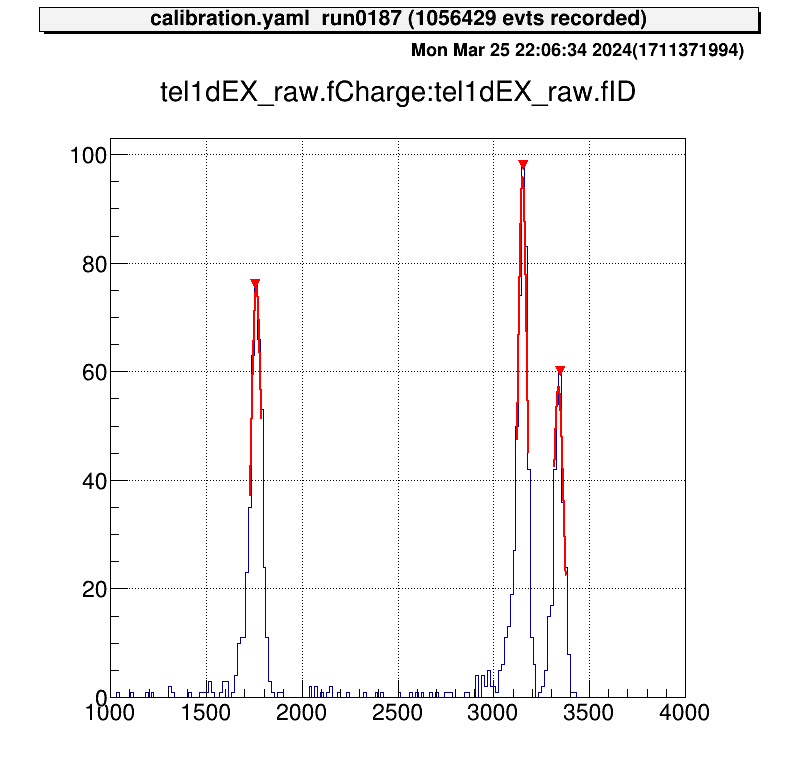 calibration.yaml  run0187 (1056429 evts recorded)
Mon Mar 25 22:06:34 2024(1711371994)
tel1dEX_raw.fCharge:tel1dEX_raw.fID
100
80
60
40
20
0
1000 1500 2000 2500 3000 3500 4000